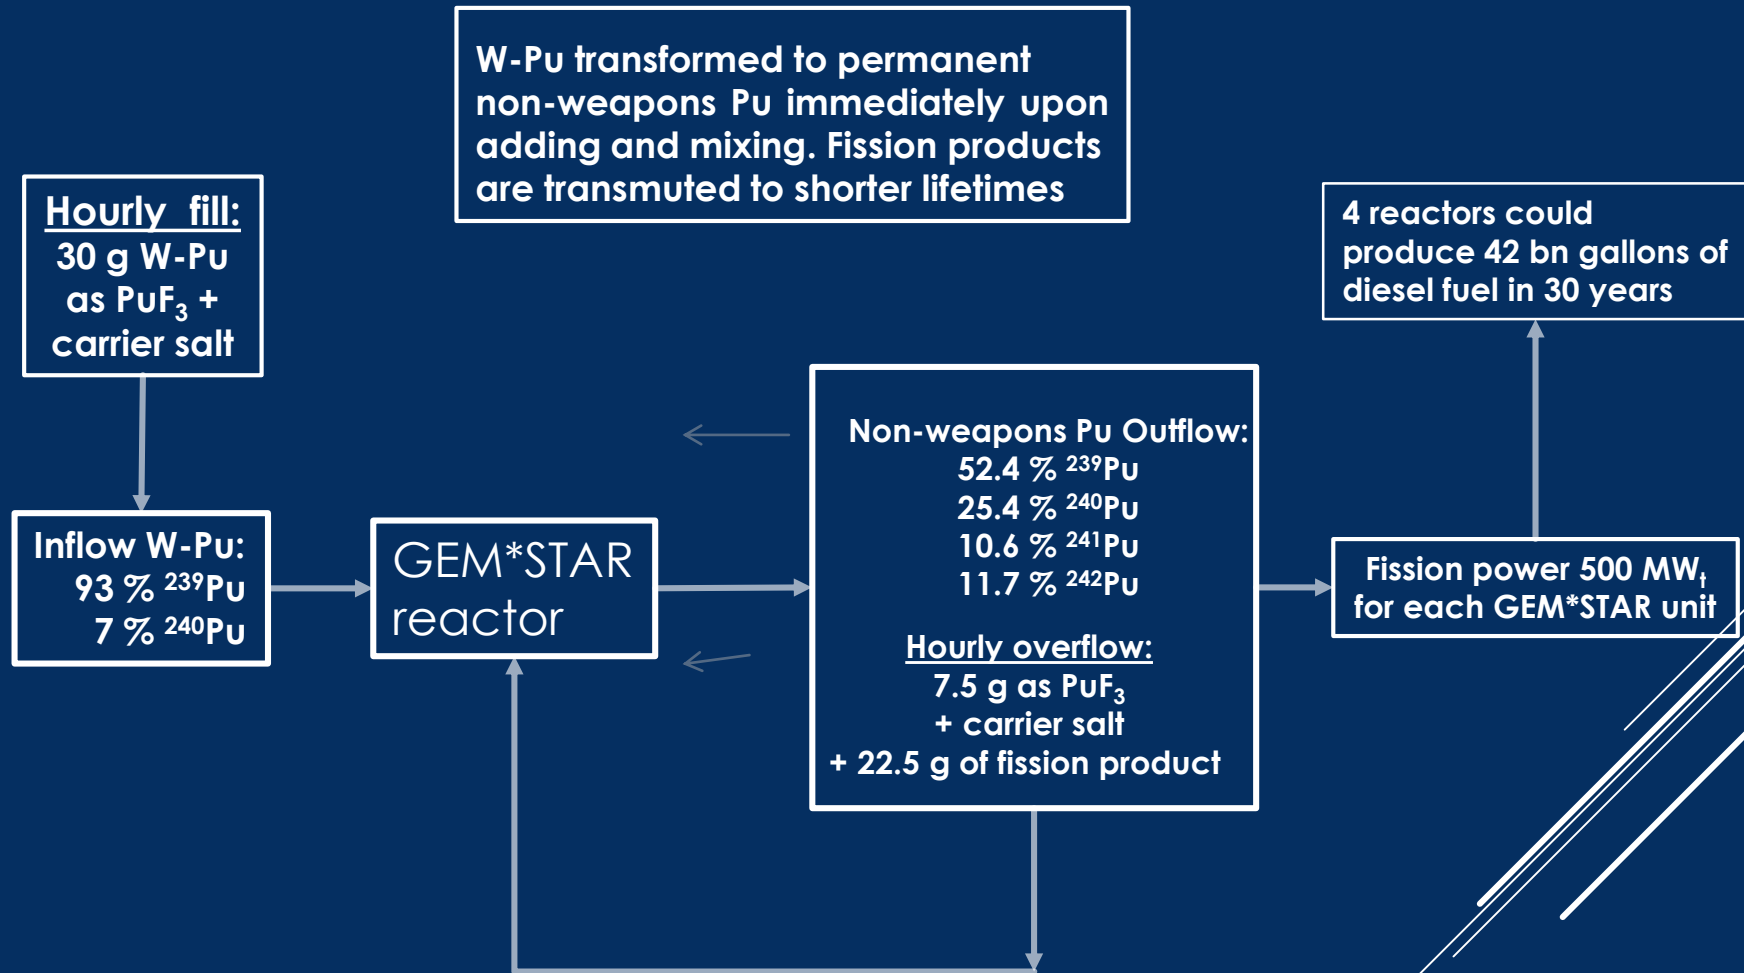 W-Pu transformed to permanent
non-weapons Pu immediately upon
adding and mixing. Fission products
are transmuted to shorter lifetimes
Hourly fill:
30 g W-Pu
as PuF₃ +
carrier salt
4 reactors could
produce 42 bn gallons of
diesel fuel in 30 years
Inflow W-Pu:
93 % ²³⁹Pu
7 % ²⁴⁰Pu
GEM*STAR
reactor
Non-weapons Pu Outflow:
52.4 % ²³⁹Pu
25.4 % ²⁴⁰Pu
10.6 % ²⁴¹Pu
11.7 % ²⁴²Pu
Hourly overflow:
7.5 g as PuF₃
+ carrier salt
+ 22.5 g of fission product
Fission power 500 MWₜ
for each GEM*STAR unit